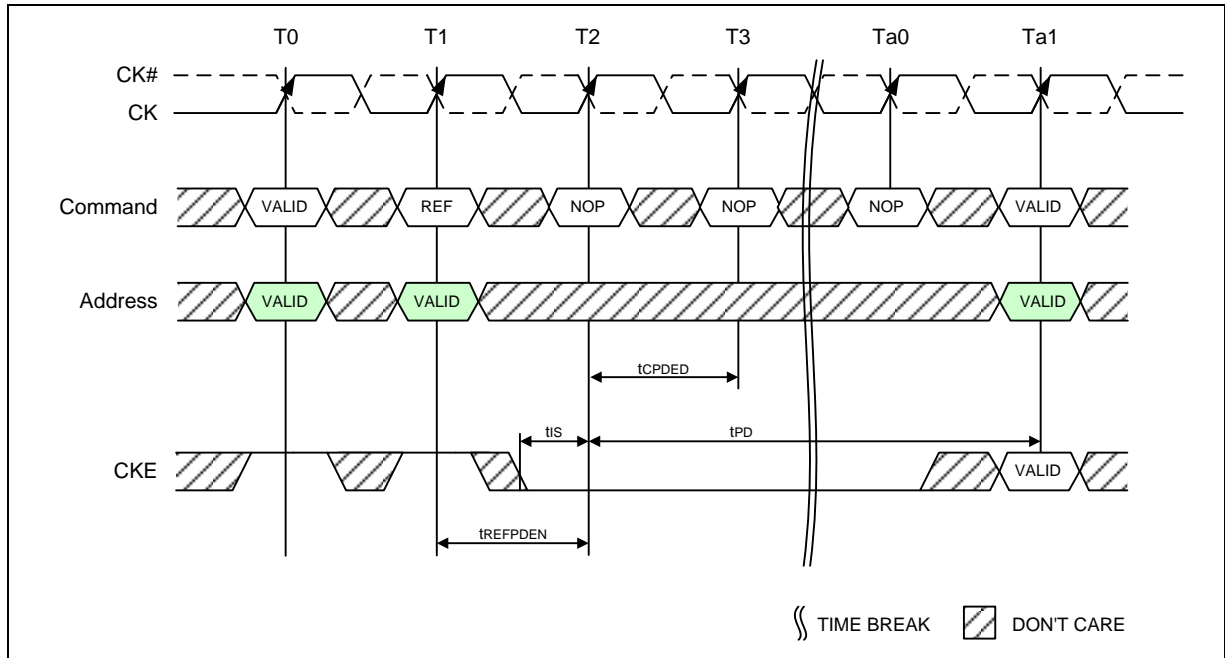 T0 T1 T2 T3 Ta0 Ta1
CK#
CK
Command VALID REF NOP NOP NOP VALID
Address VALID VALID VALID
tCPDED
tIS tPD
CKE VALID
tREFPDEN
TIME BREAK DON'T CARE